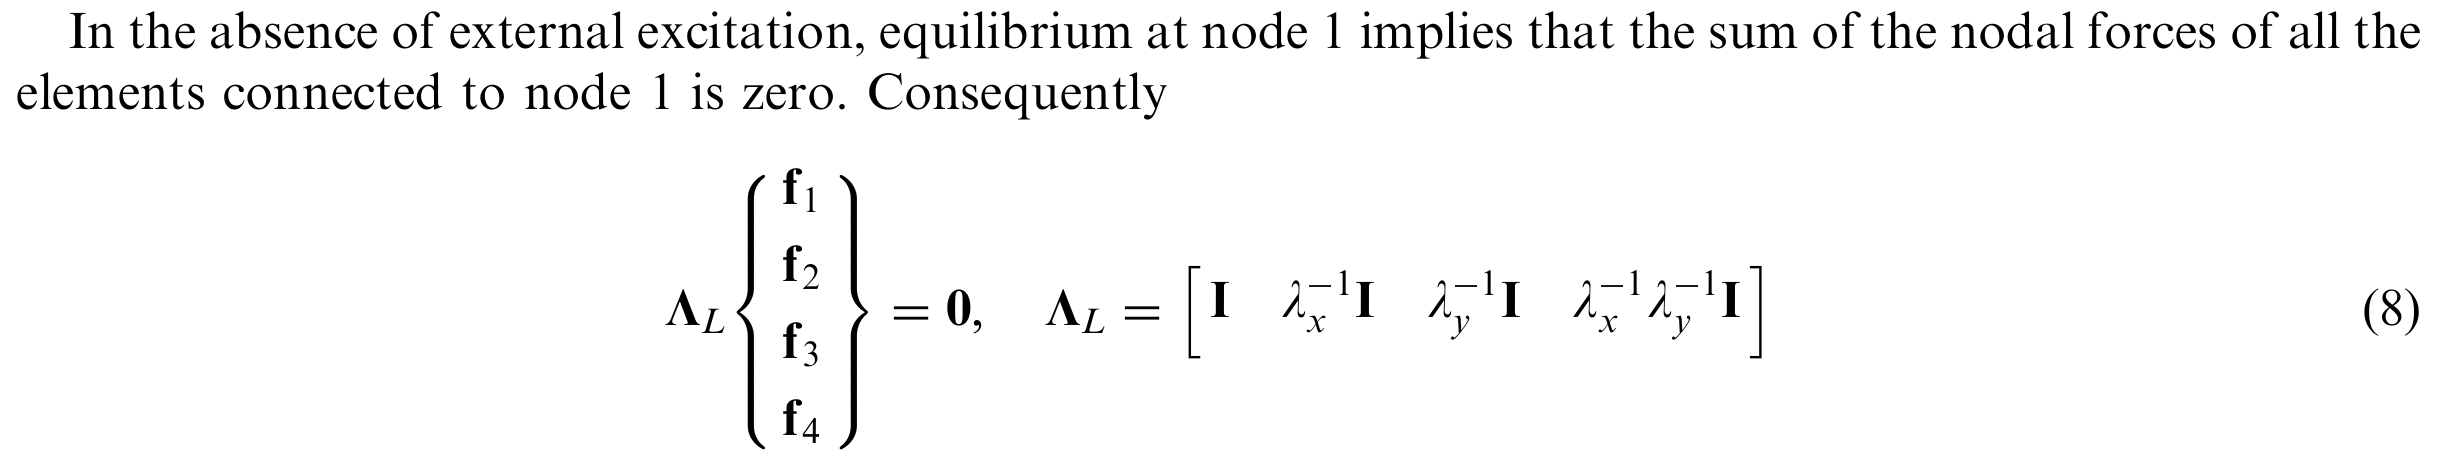 In the absence of external excitation, equilibrium at node 1 implies that the sum of the nodal forces of all the
elements connected to node 1 is zero. Consequently
$$\mathbf{\Lambda}_L \begin{Bmatrix} \mathbf{f}_1 \\ \mathbf{f}_2 \\ \mathbf{f}_3 \\ \mathbf{f}_4 \end{Bmatrix} = \mathbf{0}, \quad \mathbf{\Lambda}_L = \begin{bmatrix} \mathbf{I} & \lambda_x^{-1}\mathbf{I} & \lambda_y^{-1}\mathbf{I} & \lambda_x^{-1}\lambda_y^{-1}\mathbf{I} \end{bmatrix} \quad (8)$$